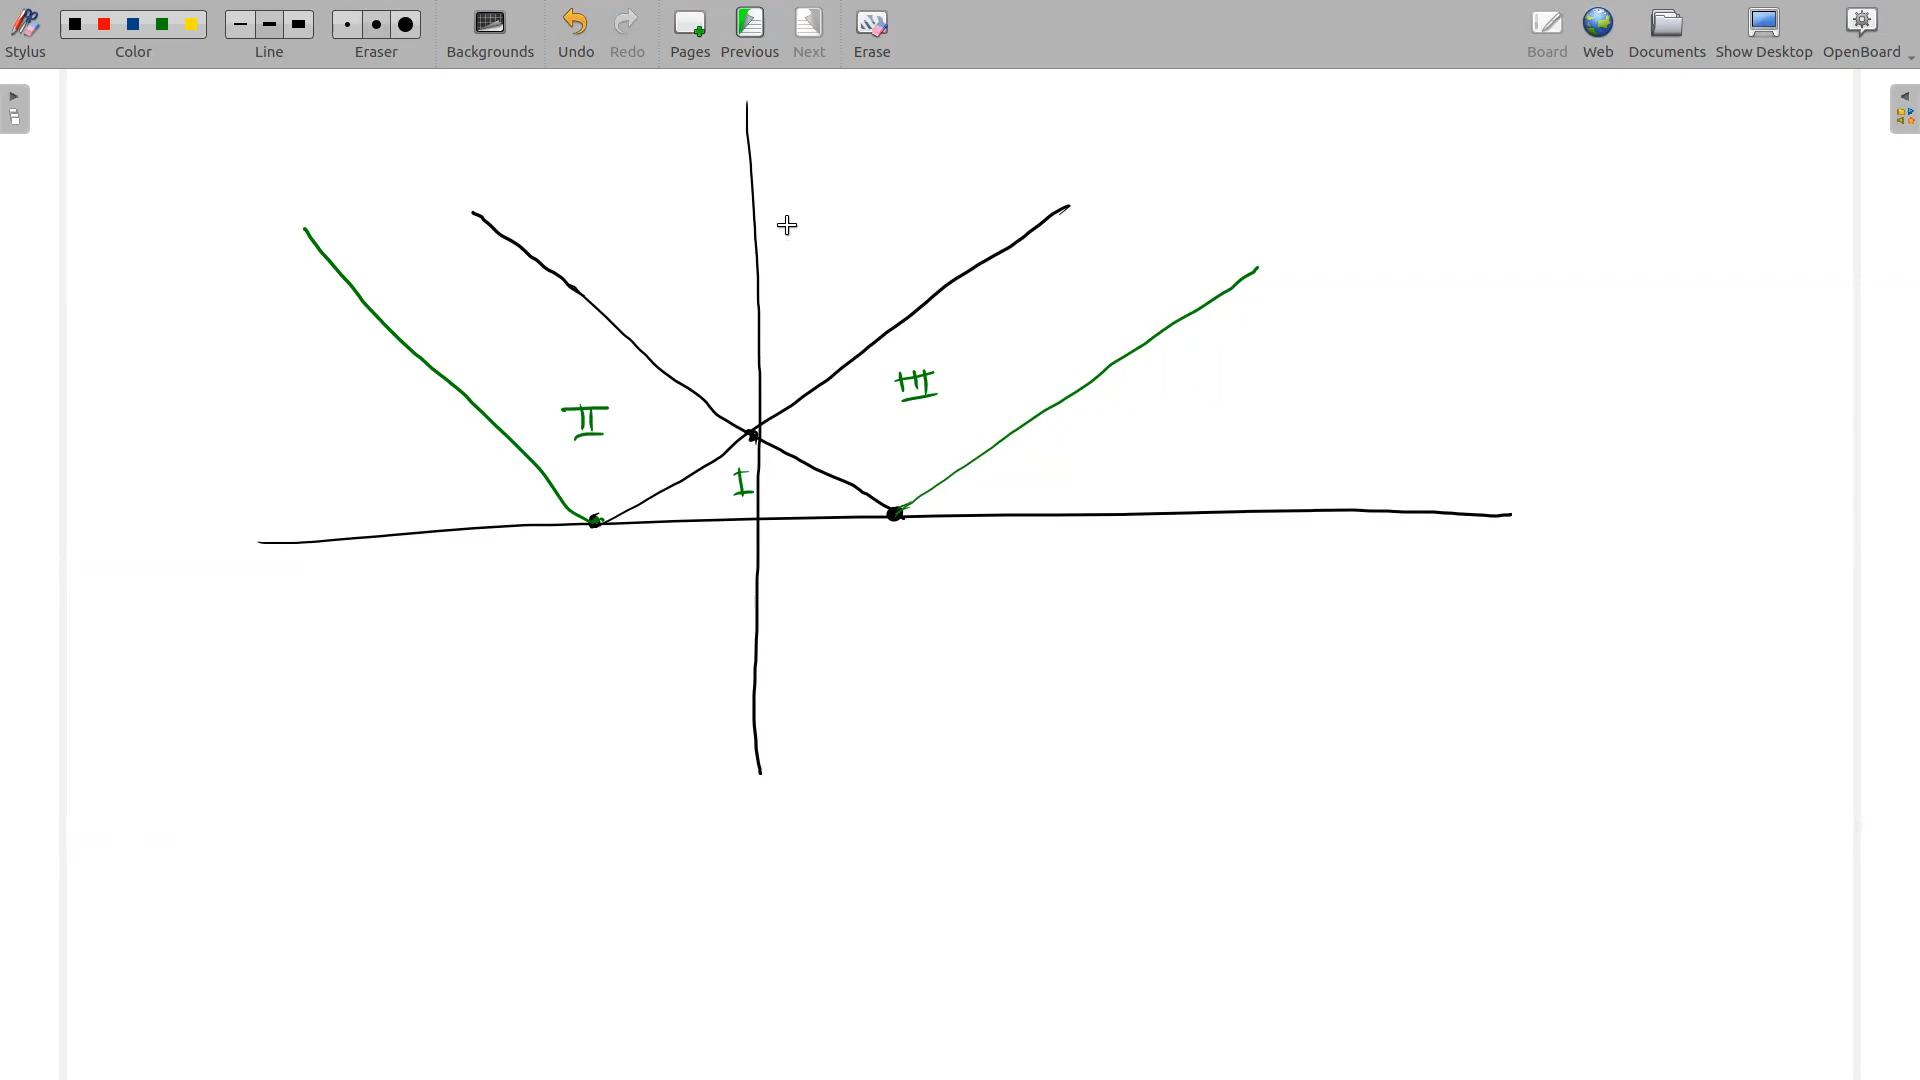 Stylus Color Line Eraser Backgrounds Undo Redo Pages Previous Next Erase Board Web Documents Show Desktop OpenBoard
III
II
I